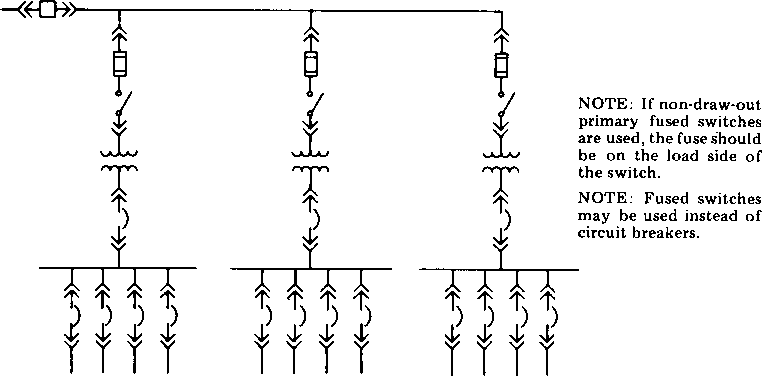 NOTE: If non-draw-out
primary fused switches
are used, the fuse should
be on the load side of
the switch.
NOTE: Fused switches
may be used instead of
circuit breakers.